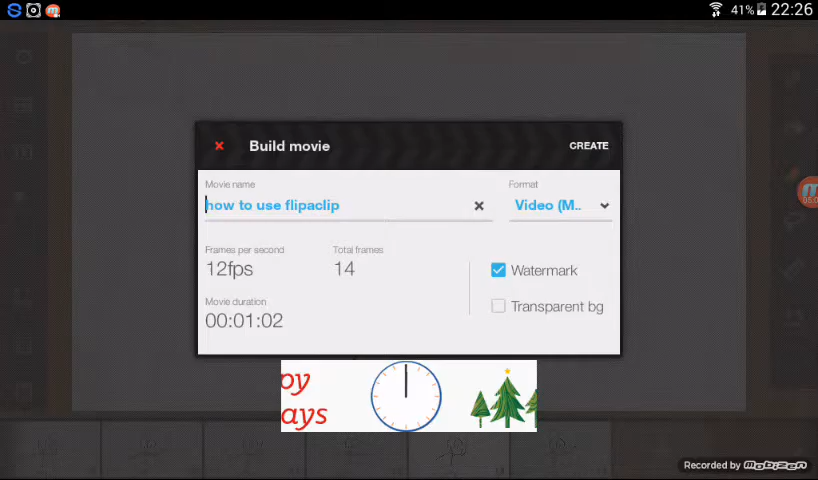 41% 22:26
Build movie CREATE
Movie name Format
how to use flipaclip Video (M..
Frames per second Total frames
12fps 14
Watermark
Transparent bg
Movie duration
00:01:02
ays
Recorded by mobizen